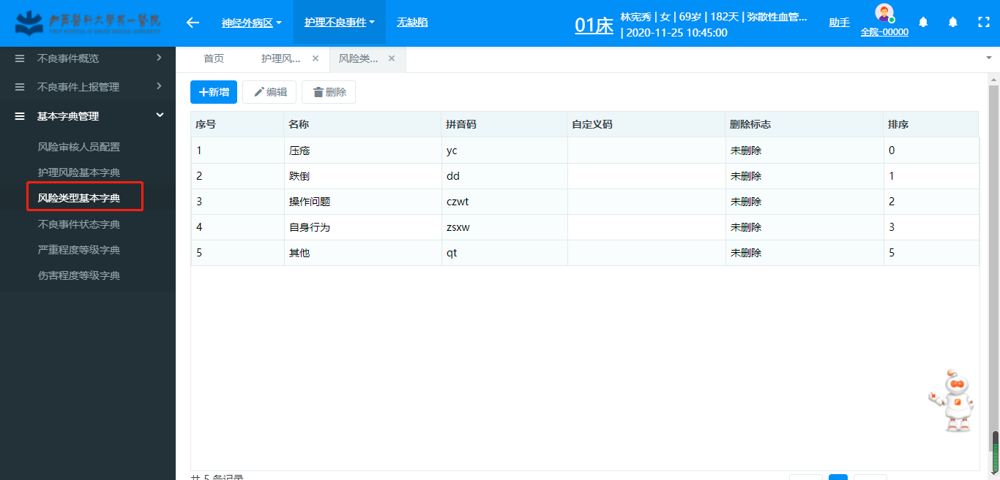 神经外病区
护理不良事件
无缺陷
01床
林宪秀 | 女 | 69岁 | 182天 | 弥散性血管...
| 2020-11-25 10:45:00
助手
全院-00000
不良事件概览
不良事件上报管理
基本字典管理
风险审核人员配置
护理风险基本字典
风险类型基本字典
不良事件状态字典
严重程度等级字典
伤害程度等级字典
首页
护理风...
风险类...
新增
编辑
删除
序号 名称 拼音码 自定义码 删除标志 排序
1 压疮 yc 未删除 0
2 跌倒 dd 未删除 1
3 操作问题 czwt 未删除 2
4 自身行为 zsxw 未删除 3
5 其他 qt 未删除 5
共 5 条记录